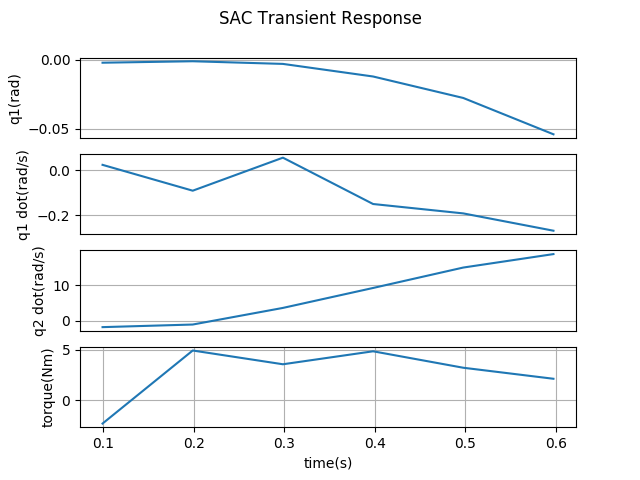 SAC Transient Response
0.00
−0.05
q1(rad)
0.0
−0.2
q1 dot(rad/s)
10
0
q2 dot(rad/s)
5
0
torque(Nm)
0.1 0.2 0.3 0.4 0.5 0.6
time(s)